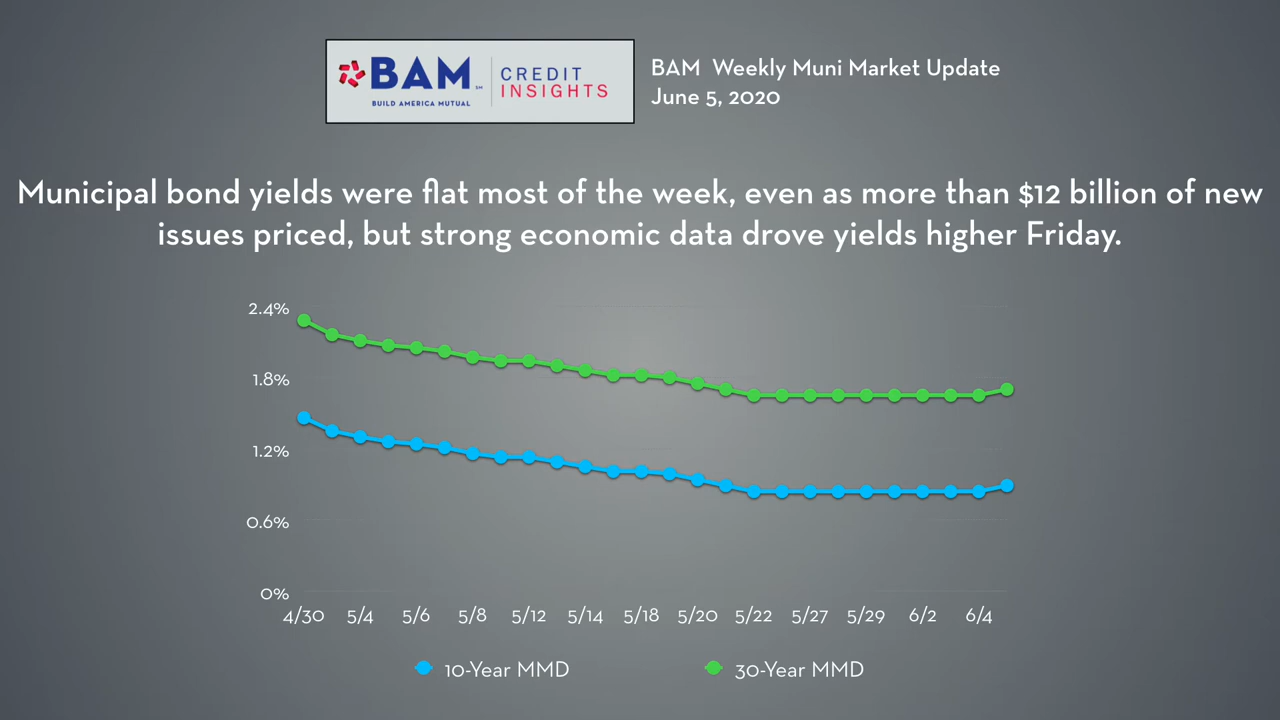 BAM SM
BUILD AMERICA MUTUAL
CREDIT
INSIGHTS
BAM Weekly Muni Market Update
June 5, 2020
Municipal bond yields were flat most of the week, even as more than $12 billion of new
issues priced, but strong economic data drove yields higher Friday.
2.4%
1.8%
1.2%
0.6%
0%
4/30 5/4 5/6 5/8 5/12 5/14 5/18 5/20 5/22 5/27 5/29 6/2 6/4
10-Year MMD 30-Year MMD